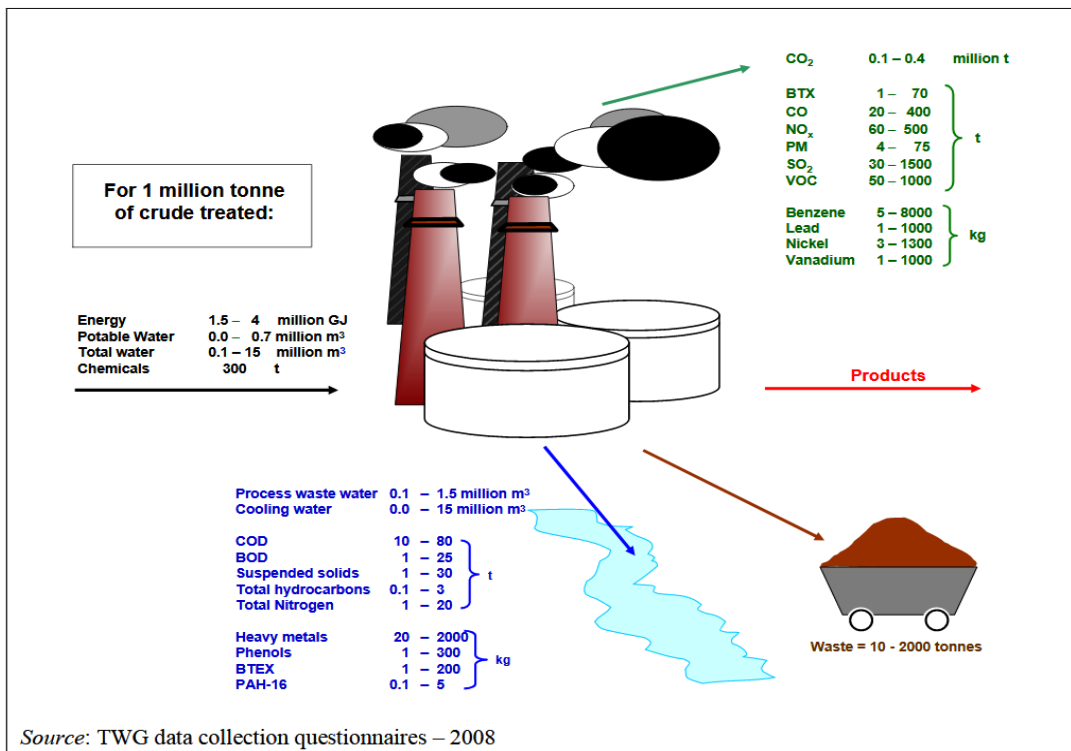 CO₂ 0.1 – 0.4 million t
BTX 1 – 70
CO 20 – 400
NOₓ 60 – 500
PM 4 – 75
SO₂ 30 – 1500
VOC 50 – 1000
t
Benzene 5 – 8000
Lead 1 – 1000
Nickel 3 – 1300
Vanadium 1 – 1000
kg
For 1 million tonne
of crude treated:
Energy 1.5 – 4 million GJ
Potable Water 0.0 – 0.7 million m³
Total water 0.1 – 15 million m³
Chemicals 300 t
Products
Process waste water 0.1 – 1.5 million m³
Cooling water 0.0 – 15 million m³
COD 10 – 80
BOD 1 – 25
Suspended solids 1 – 30
Total hydrocarbons 0.1 – 3
Total Nitrogen 1 – 20
t
Heavy metals 20 – 2000
Phenols 1 – 300
BTEX 1 – 200
PAH-16 0.1 – 5
kg
Waste = 10 - 2000 tonnes
Source: TWG data collection questionnaires – 2008